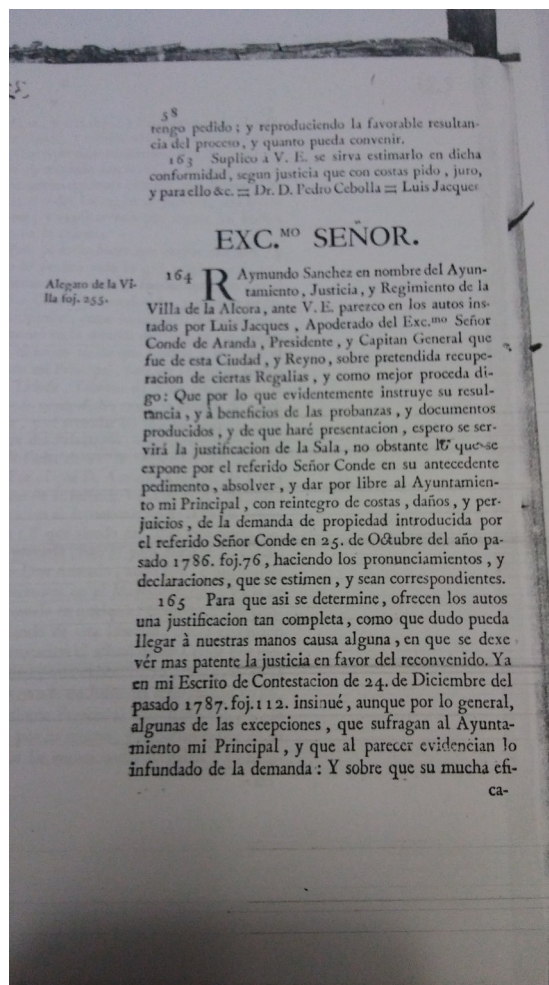 58
tengo pedido ; y reproduciendo la favorable resultan-
cia del proceso, y quanto pueda convenir.
163 Suplico á V. E. se sirva estimarlo en dicha
conformidad, segun justicia que con costas pido, juro,
y para ello &c. = Dr. D. Pedro Cebolla = Luis Jacques
EXC.MO SEÑOR.
Alegato de la Vi-
lla foj. 255.
164 RAymundo Sanchez en nombre del Ayun-
tamiento, Justicia, y Regimiento de la
Villa de la Alcora, ante V. E. parezco en los autos ins-
tados por Luis Jacques, Apoderado del Exc.mo Señor
Conde de Aranda, Presidente, y Capitan General que
fue de esta Ciudad, y Reyno, sobre pretendida recupe-
racion de ciertas Regalias, y como mejor proceda di-
go: Que por lo que evidentemente instruye su resul-
tancia, y à beneficios de las probanzas, y documentos
producidos, y de que haré presentacion, espero se ser-
virá la justificacion de la Sala, no obstante que se
expone por el referido Señor Conde en su antecedente
pedimento, absolver, y dar por libre al Ayuntamien-
to mi Principal, con reintegro de costas, daños, y per-
juicios, de la demanda de propiedad introducida por
el referido Señor Conde en 25. de Octubre del año pa-
sado 1786. foj.76, haciendo los pronunciamientos, y
declaraciones, que se estimen, y sean correspondientes.
165 Para que asi se determine, ofrecen los autos
una justificacion tan completa, como que dudo pueda
llegar à nuestras manos causa alguna, en que se dexe
vér mas patente la justicia en favor del reconvenido. Ya
en mi Escrito de Contestacion de 24. de Diciembre del
pasado 1787. foj. 112. insinué, aunque por lo general,
algunas de las excepciones, que sufragan al Ayunta-
miento mi Principal, y que al parecer evidencian lo
infundado de la demanda: Y sobre que su mucha efi-
ca-